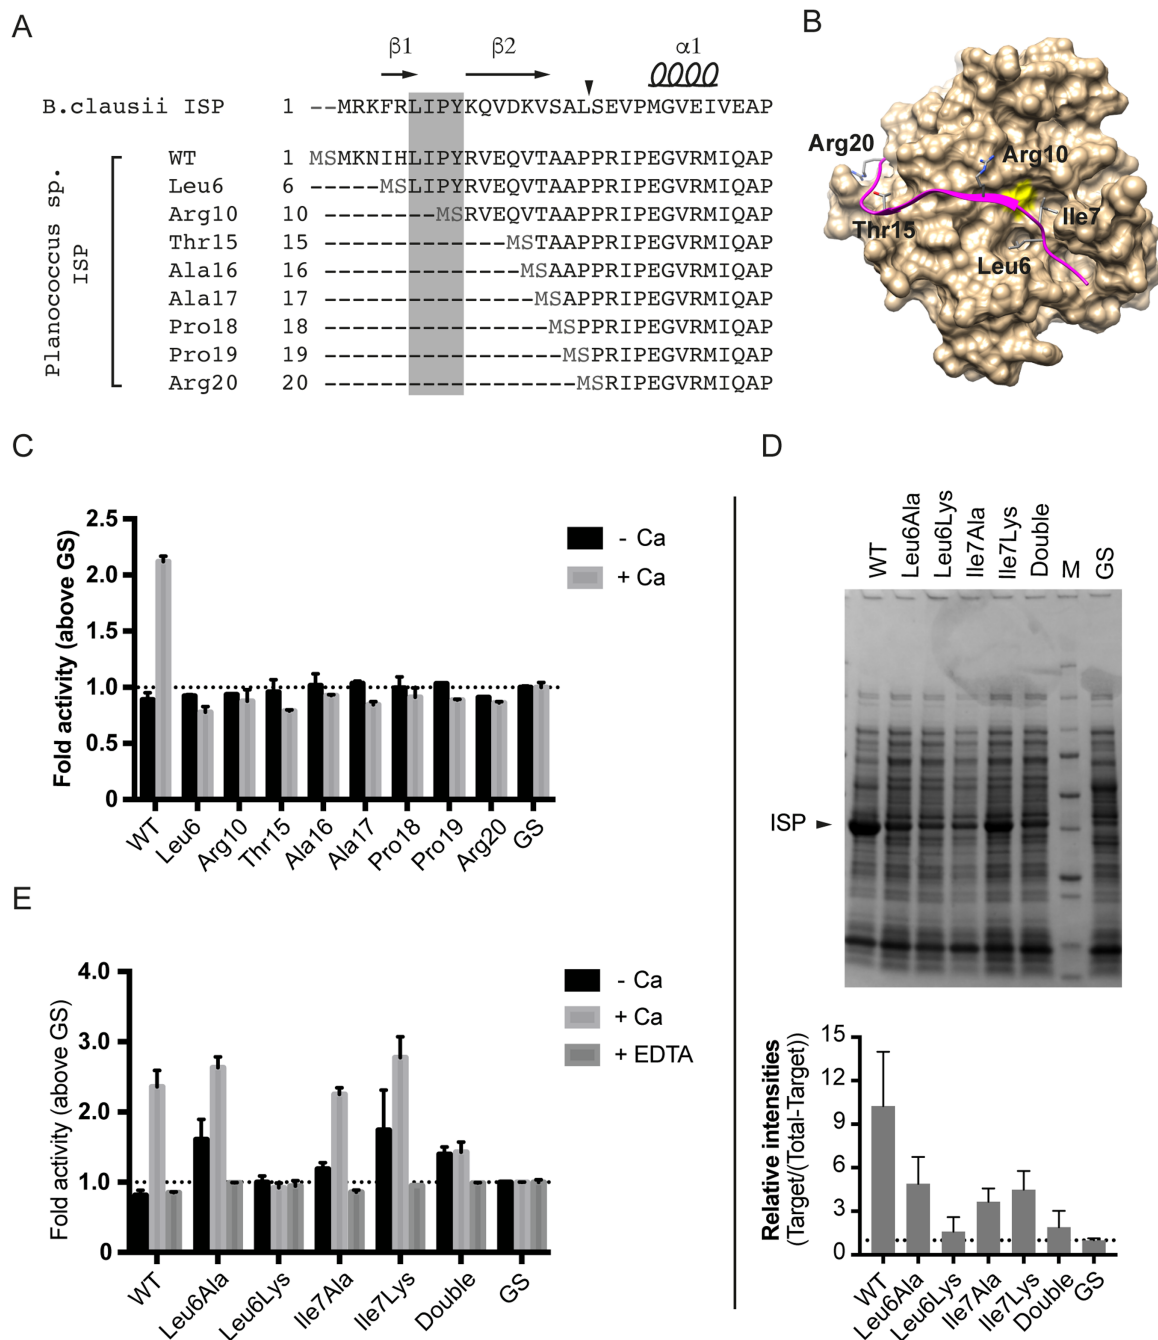 A
β1 β2 α1
B.clausii ISP 1 --MRKFRLIPYKQVDKVSALSEVPMGVEIVEAP
Planococcus sp.
ISP
WT 1 MSMKNIHLIPYRVEQVTAAPPRIPEGVRMIQAP
Leu6 6 -----MSLIPYRVEQVTAAPPRIPEGVRMIQAP
Arg10 10 ---------MSRVEQVTAAPPRIPEGVRMIQAP
Thr15 15 --------------MSTAAPPRIPEGVRMIQAP
Ala16 16 ---------------MSAAPPRIPEGVRMIQAP
Ala17 17 ----------------MSAPPRIPEGVRMIQAP
Pro18 18 -----------------MSPPRIPEGVRMIQAP
Pro19 19 ------------------MSPRIPEGVRMIQAP
Arg20 20 -------------------MSRIPEGVRMIQAP
B
Arg20
Arg10
Thr15
Ile7
Leu6
C
Fold activity (above GS)
2.5
2.0
1.5
1.0
0.5
0
- Ca
+ Ca
WT Leu6 Arg10 Thr15 Ala16 Ala17 Pro18 Pro19 Arg20 GS
D
WT Leu6Ala Leu6Lys Ile7Ala Ile7Lys Double M GS
ISP
Relative intensities
(Target/(Total-Target))
15
12
9
6
3
0
WT Leu6Ala Leu6Lys Ile7Ala Ile7Lys Double GS
E
Fold activity (above GS)
4.0
3.0
2.0
1.0
0
- Ca
+ Ca
+ EDTA
WT Leu6Ala Leu6Lys Ile7Ala Ile7Lys Double GS